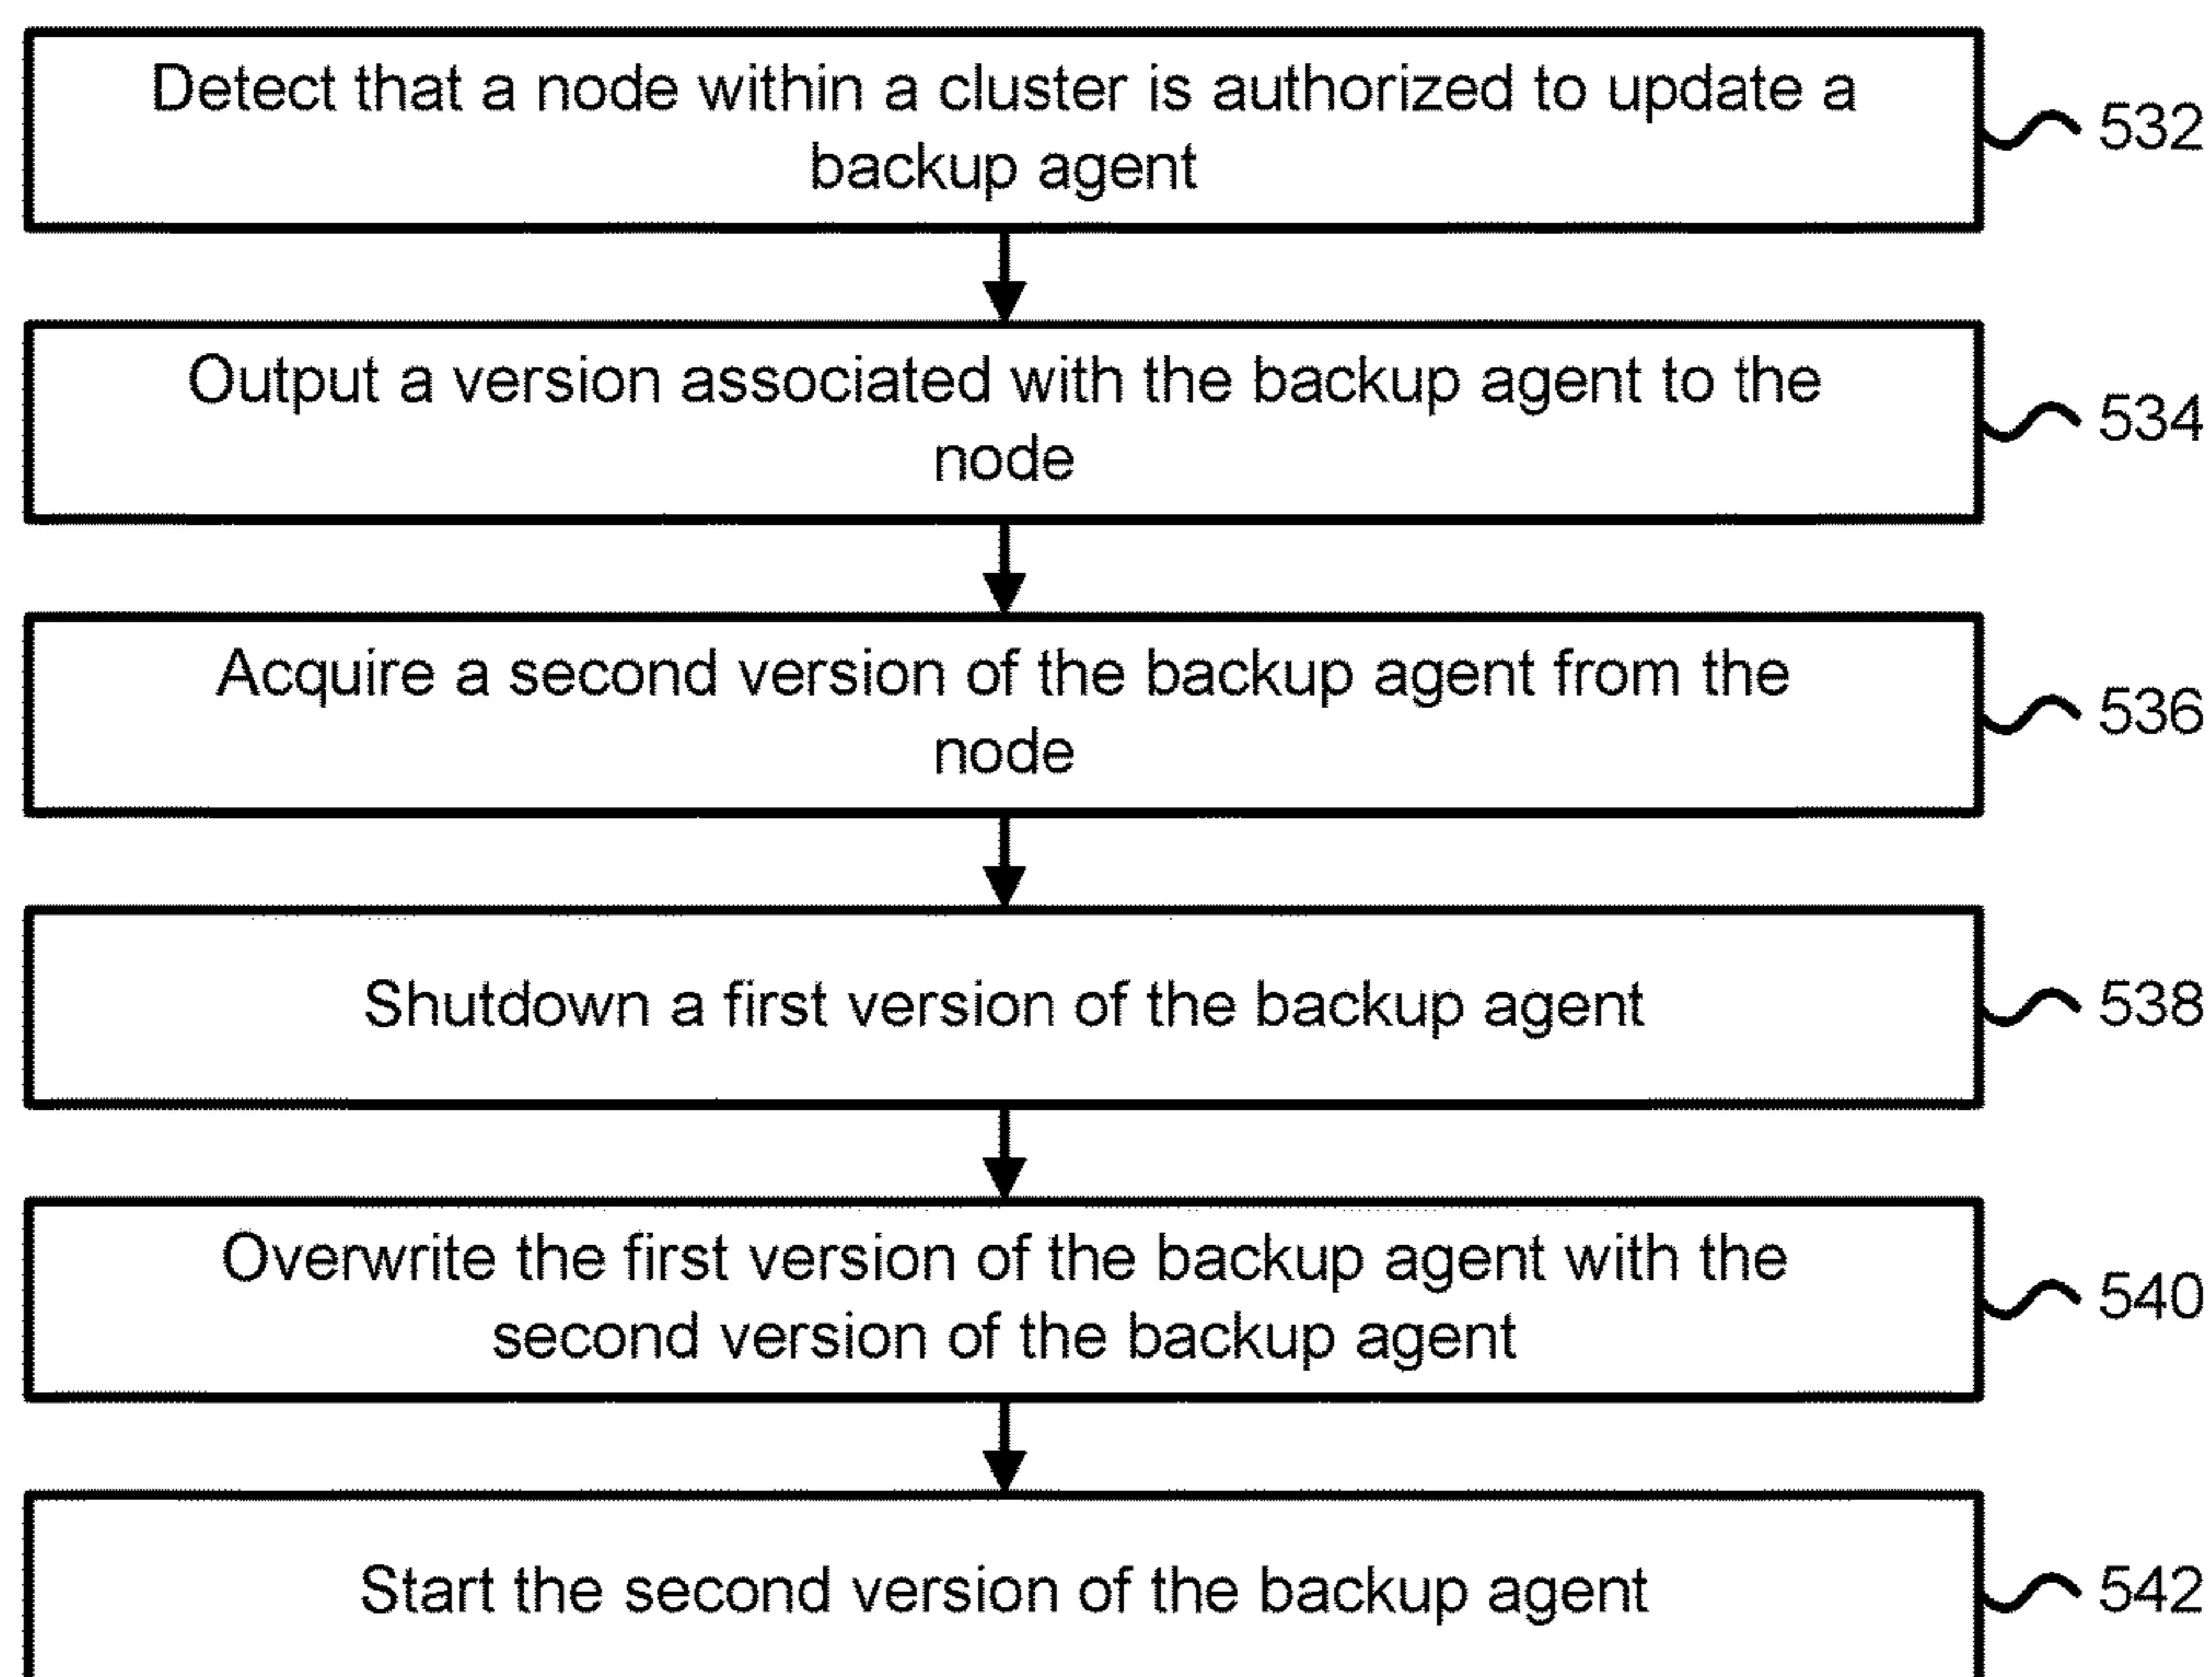 Detect that a node within a cluster is authorized to update a
backup agent
532
Output a version associated with the backup agent to the
node
534
Acquire a second version of the backup agent from the
node
536
Shutdown a first version of the backup agent
538
Overwrite the first version of the backup agent with the
second version of the backup agent
540
Start the second version of the backup agent
542